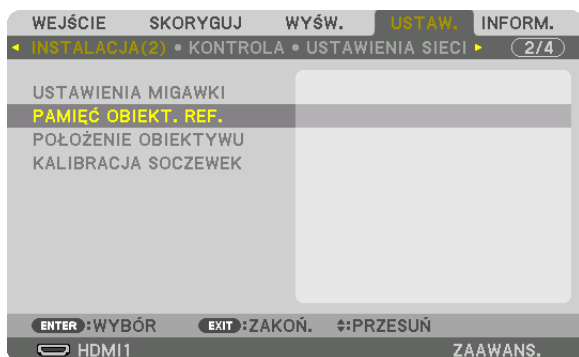 WEJŚCIE SKORYGUJ WYŚW. USTAW. INFORM.
INSTALACJA(2) • KONTROLA • USTAWIENIA SIECI 2/4
USTAWIENIA MIGAWKI
PAMIĘĆ OBIEKT. REF.
POŁOŻENIE OBIEKTYWU
KALIBRACJA SOCZEWEK
ENTER :WYBÓR EXIT :ZAKOŃ. :PRZESUŃ
HDMI1 ZAAWANS.